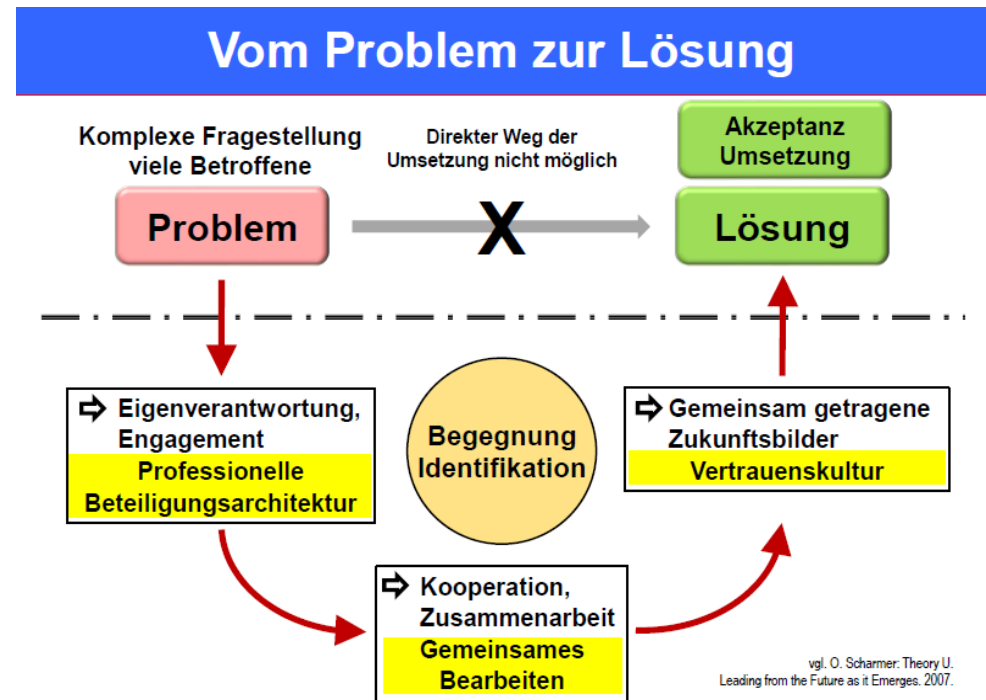 Vom Problem zur Lösung
Komplexe Fragestellung
viele Betroffene
Problem
Direkter Weg der
Umsetzung nicht möglich
X
Akzeptanz
Umsetzung
Lösung
⇨ Eigenverantwortung,
Engagement
Professionelle
Beteiligungsarchitektur
Begegnung
Identifikation
⇨ Gemeinsam getragene
Zukunftsbilder
Vertrauenskultur
⇨ Kooperation,
Zusammenarbeit
Gemeinsames
Bearbeiten
vgl. O. Scharmer: Theory U.
Leading from the Future as it Emerges. 2007.